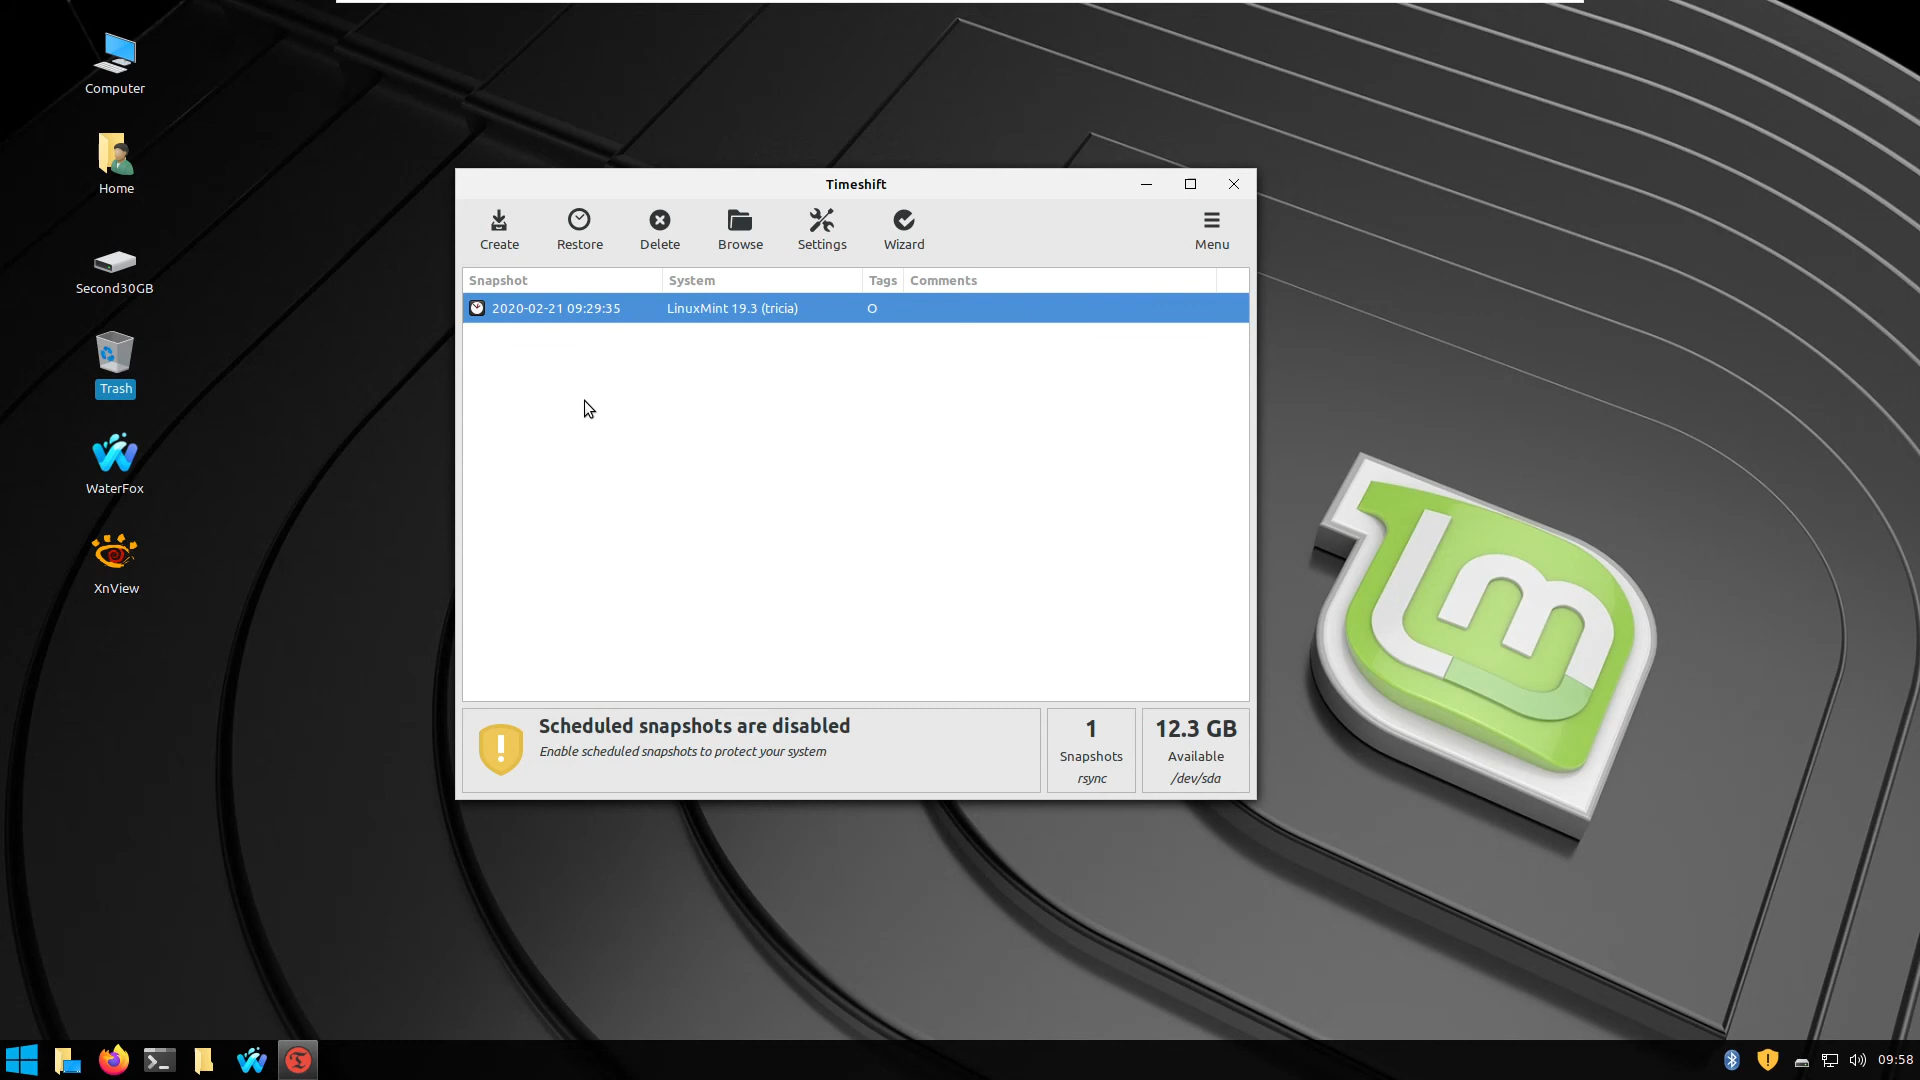 Computer
Home
Second30GB
Trash
WaterFox
XnView
Timeshift
Create Restore Delete Browse Settings Wizard Menu
Snapshot System Tags Comments
2020-02-21 09:29:35 LinuxMint 19.3 (tricia) O
Scheduled snapshots are disabled
Enable scheduled snapshots to protect your system
1
Snapshots
rsync
12.3 GB
Available
/dev/sda
09:58